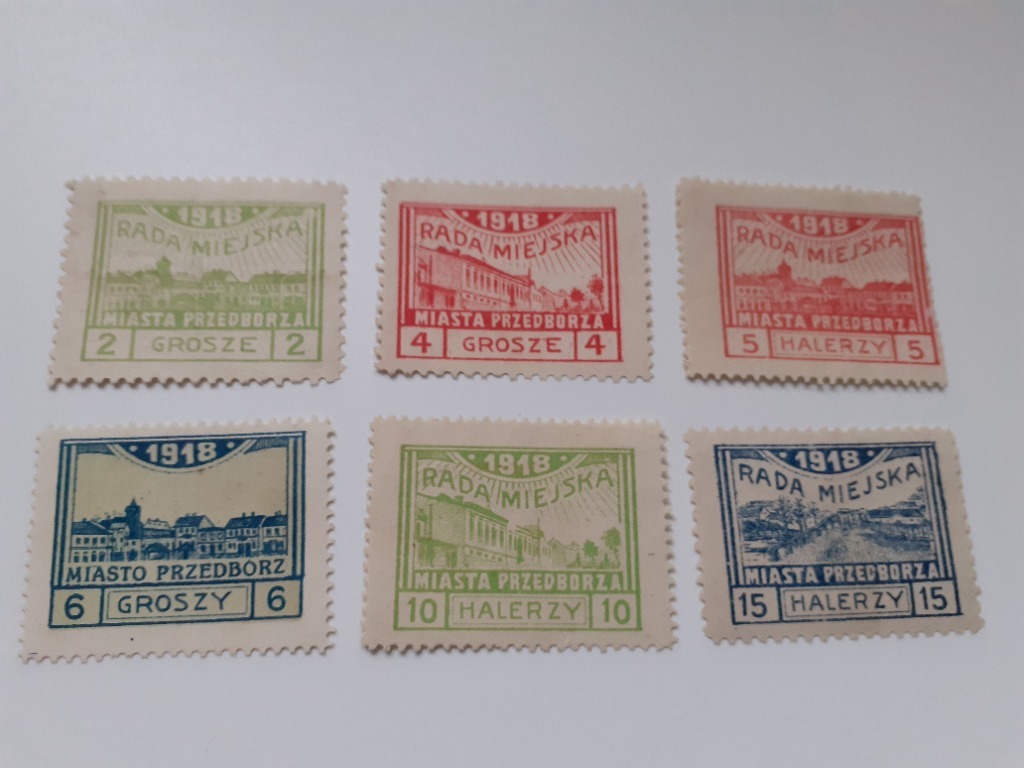 1918
RADA MIEJSKA
MIASTA PRZEDBORZA
2 GROSZE 2
1918
RADA MIEJSKA
MIASTA PRZEDBORZA
4 GROSZE 4
1918
RADA MIEJSKA
MIASTA PRZEDBORZA
5 HALERZY 5
1918
MIASTO PRZEDBORZ
6 GROSZY 6
1918
RADA MIEJSKA
MIASTA PRZEDBORZA
10 HALERZY 10
1918
RADA MIEJSKA
MIASTA PRZEDBORZA
15 HALERZY 15